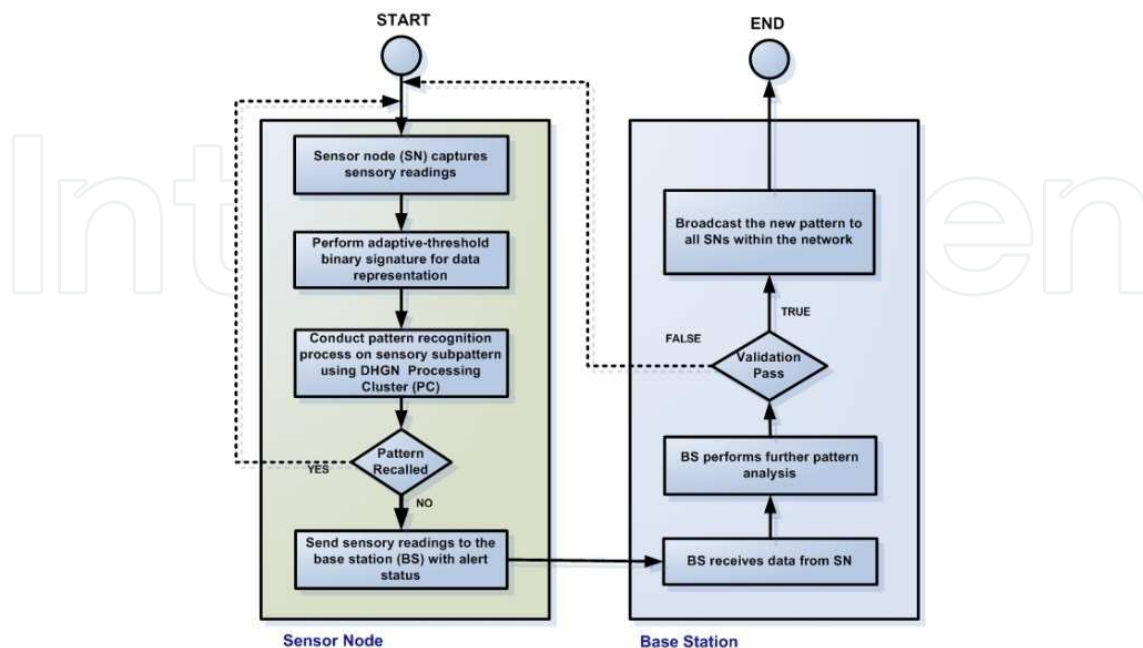 START
Sensor node (SN) captures
sensory readings
Perform adaptive-threshold
binary signature for data
representation
Conduct pattern recognition
process on sensory subpattern
using DHGN Processing
Cluster (PC)
Pattern
Recalled
YES
NO
Send sensory readings to the
base station (BS) with alert
status
Sensor Node
END
Broadcast the new pattern to
all SNs within the network
TRUE
FALSE
Validation
Pass
BS performs further pattern
analysis
BS receives data from SN
Base Station
Int
en